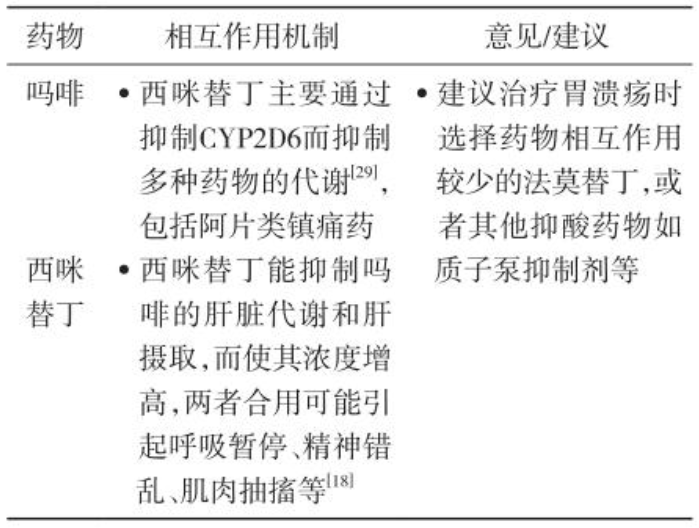 药物 相互作用机制 意见/建议
吗啡 • 西咪替丁主要通过 • 建议治疗胃溃疡时
抑制CYP2D6而抑制 选择药物相互作用
多种药物的代谢[29], 较少的法莫替丁,或
包括阿片类镇痛药 者其他抑酸药物如
西咪 • 西咪替丁能抑制吗 质子泵抑制剂等
替丁 啡的肝脏代谢和肝
摄取,而使其浓度增
高,两者合用可能引
起呼吸暂停、精神错
乱、肌肉抽搐等[18]